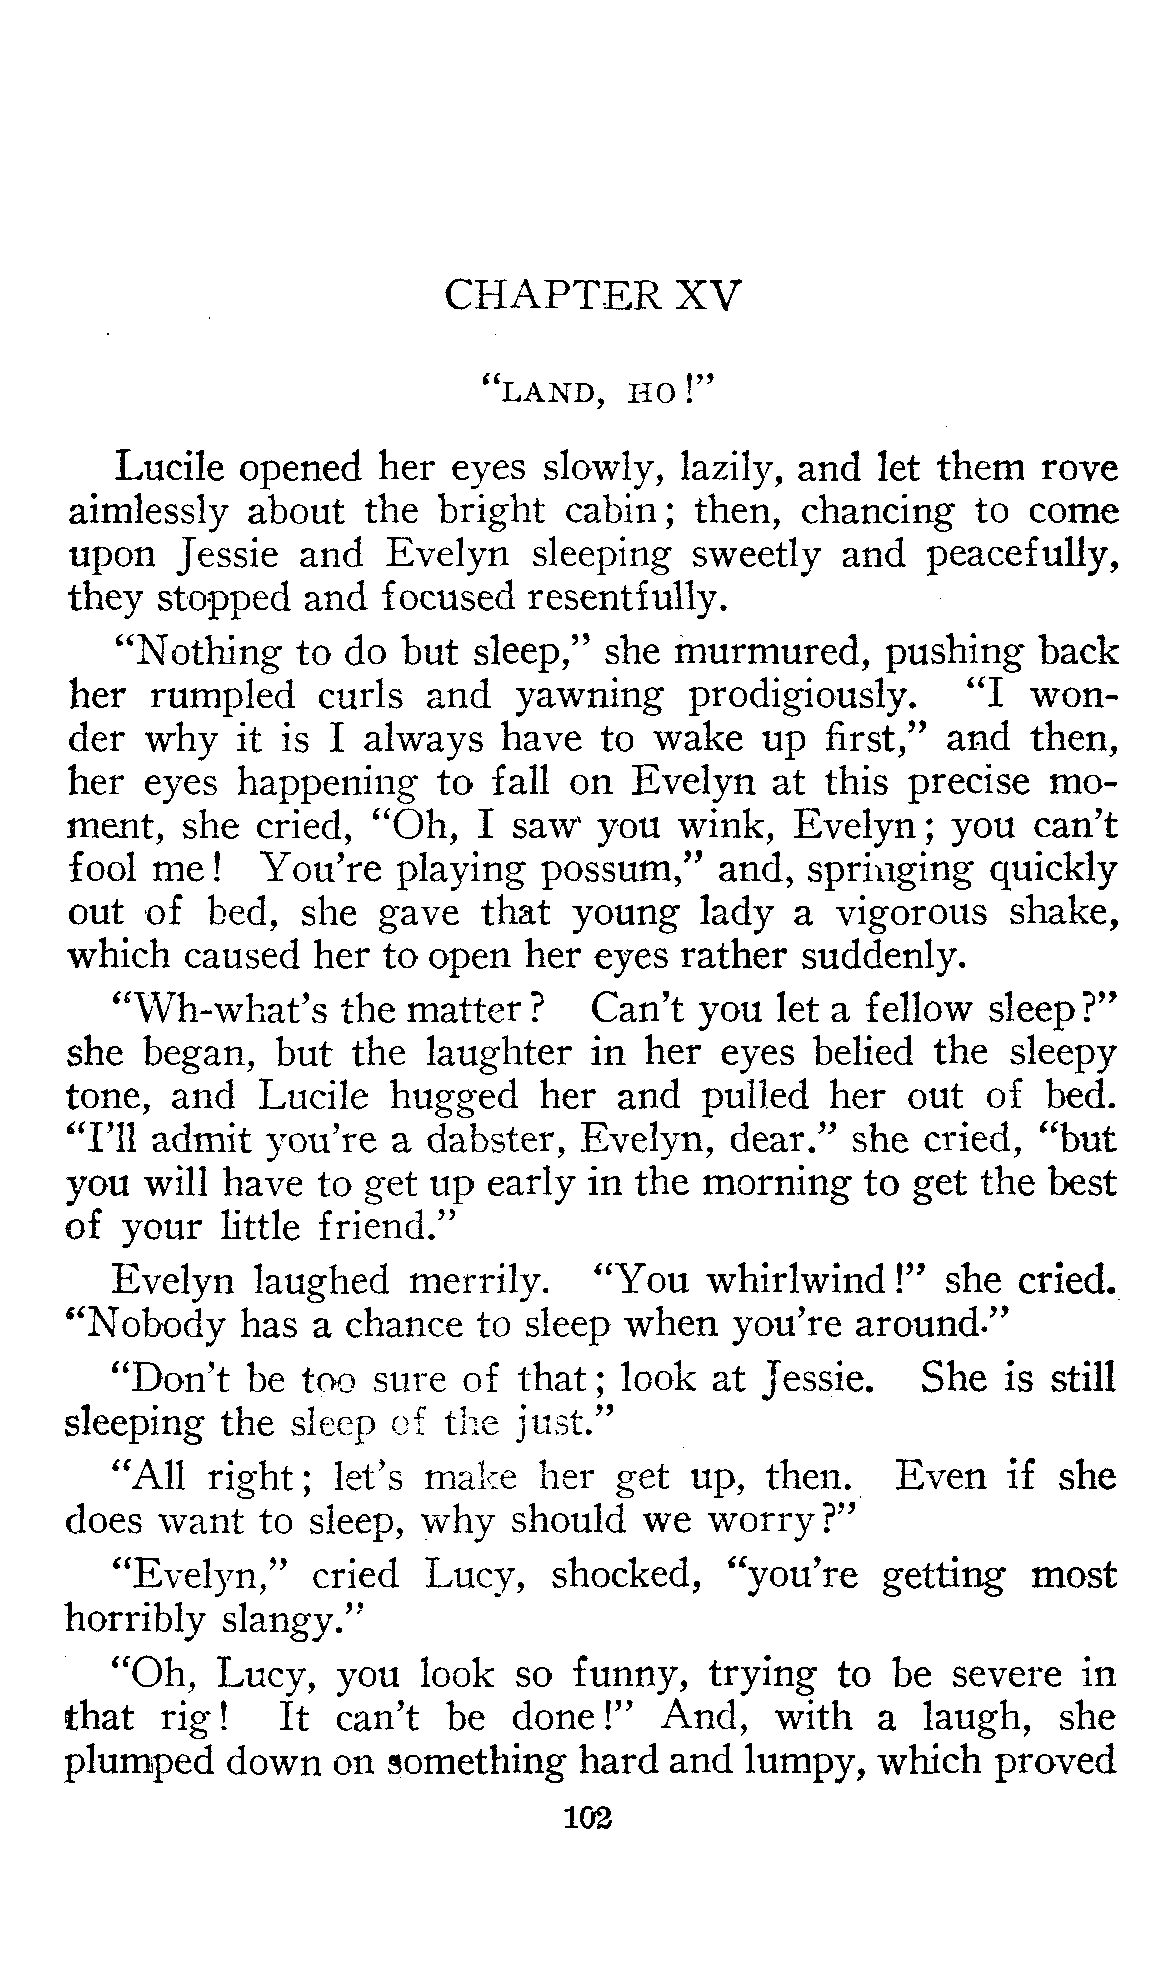 CHAPTER XV
“LAND, HO!”
Lucile opened her eyes slowly, lazily, and let them rove
aimlessly about the bright cabin; then, chancing to come
upon Jessie and Evelyn sleeping sweetly and peacefully,
they stopped and focused resentfully.
“Nothing to do but sleep,” she murmured, pushing back
her rumpled curls and yawning prodigiously. “I won-
der why it is I always have to wake up first,” and then,
her eyes happening to fall on Evelyn at this precise mo-
ment, she cried, “Oh, I saw you wink, Evelyn; you can’t
fool me! You’re playing possum,” and, springing quickly
out of bed, she gave that young lady a vigorous shake,
which caused her to open her eyes rather suddenly.
“Wh-what’s the matter? Can’t you let a fellow sleep?”
she began, but the laughter in her eyes belied the sleepy
tone, and Lucile hugged her and pulled her out of bed.
“I’ll admit you’re a dabster, Evelyn, dear.” she cried, “but
you will have to get up early in the morning to get the best
of your little friend.”
Evelyn laughed merrily. “You whirlwind!” she cried.
“Nobody has a chance to sleep when you’re around.”
“Don’t be too sure of that; look at Jessie. She is still
sleeping the sleep of the just.”
“All right; let’s make her get up, then. Even if she
does want to sleep, why should we worry?”
“Evelyn,” cried Lucy, shocked, “you’re getting most
horribly slangy.”
“Oh, Lucy, you look so funny, trying to be severe in
that rig! It can’t be done!” And, with a laugh, she
plumped down on something hard and lumpy, which proved
102